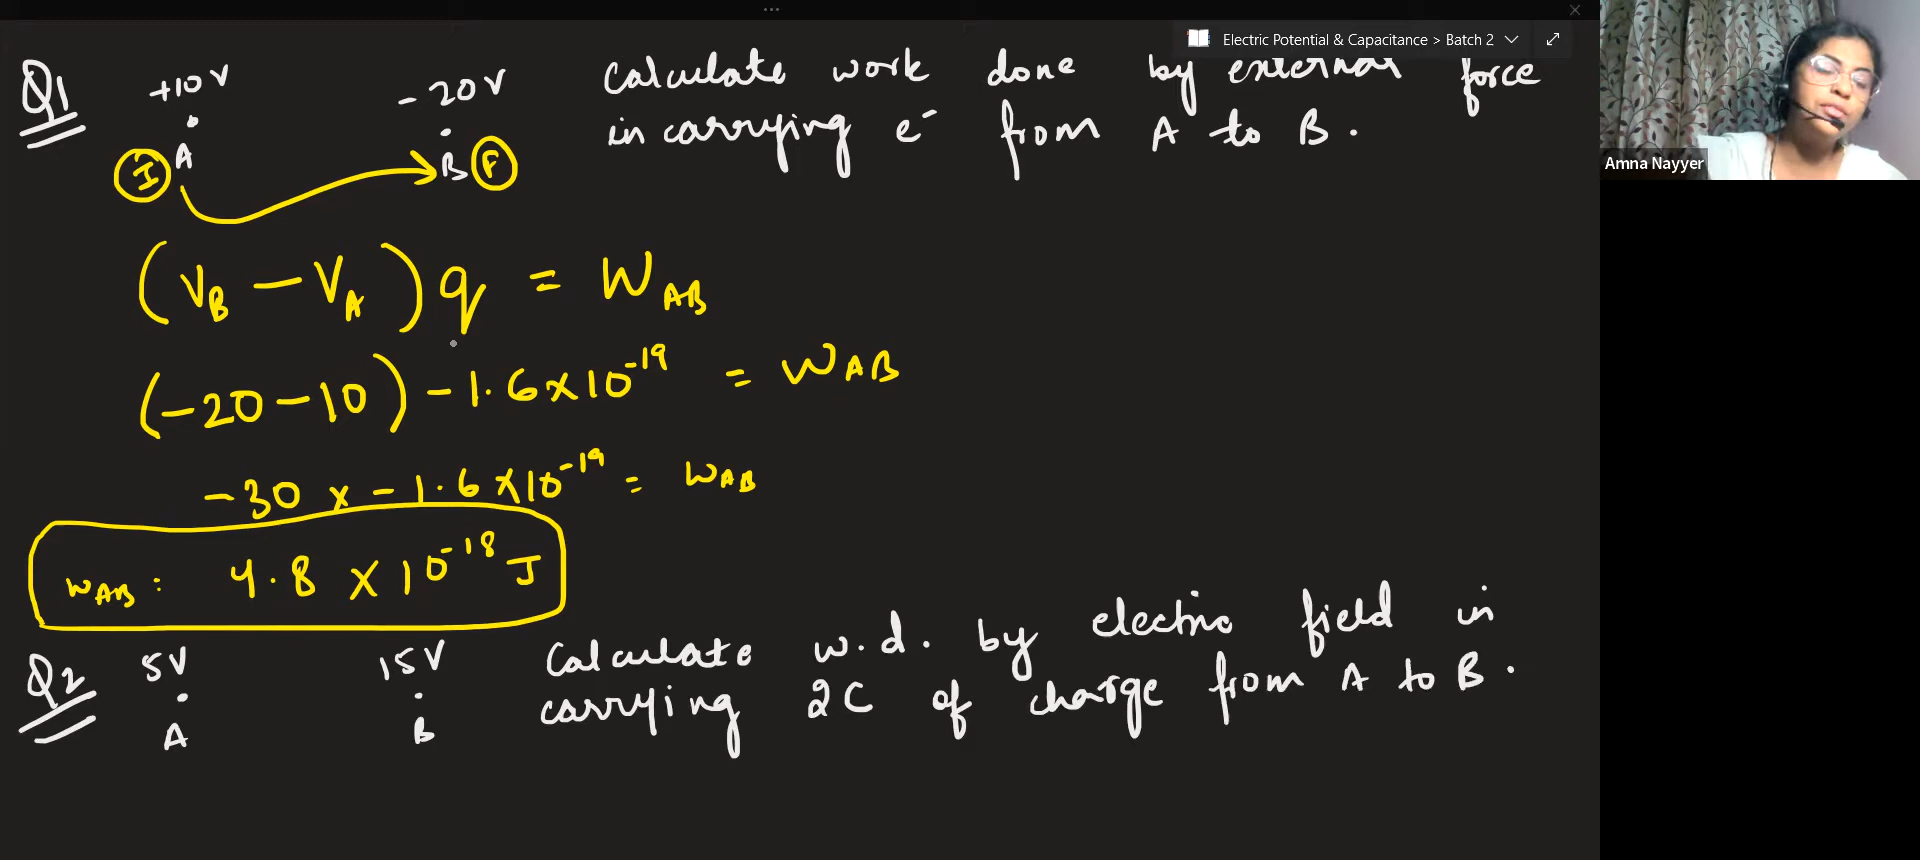 Electric Potential & Capacitance > Batch 2
Amna Nayyer
Q1 +10V -20V Calculate work done by external force
A B in carrying e⁻ from A to B.
I F
(V_B - V_A) q = W_AB
(-20-10) -1.6×10⁻¹⁹ = W_AB
-30 × -1.6×10⁻¹⁹ = W_AB
W_AB : 4.8 × 10⁻¹⁸ J
Q2 5V 15V Calculate w.d. by electric field in
A B carrying 2C of charge from A to B.